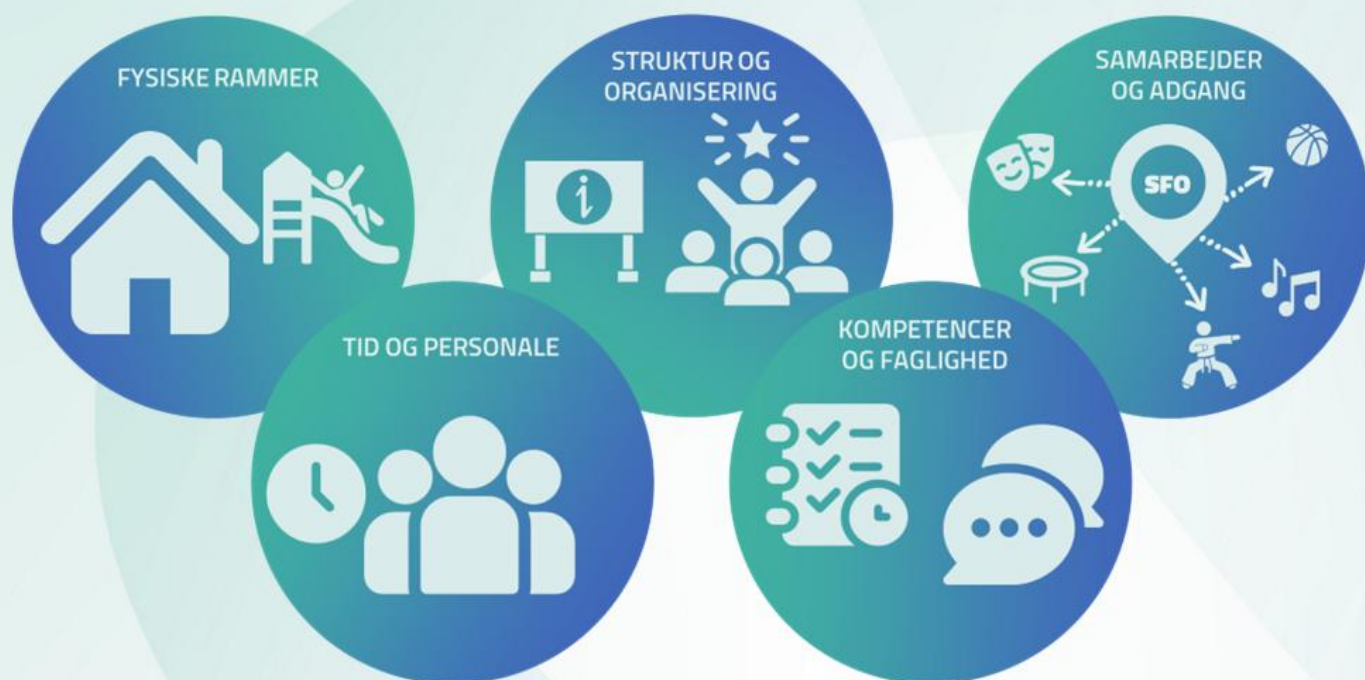 FYSISKE RAMMER
STRUKTUR OG
ORGANISERING
SAMARBEJDER
OG ADGANG
SFO
TID OG PERSONALE
KOMPETENCER
OG FAGLIGHED